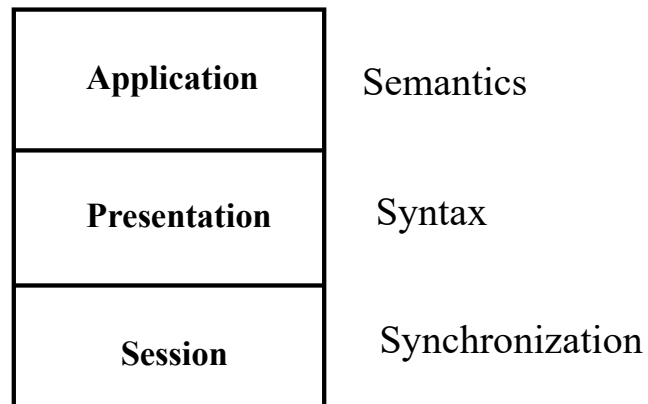 Application Semantics
Presentation Syntax
Session Synchronization